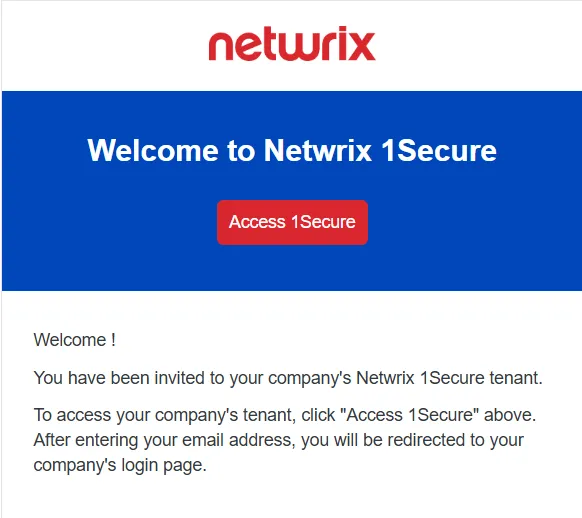 netwrix
Welcome to Netwrix 1Secure
Access 1Secure
Welcome !
You have been invited to your company's Netwrix 1Secure tenant.
To access your company's tenant, click "Access 1Secure" above.
After entering your email address, you will be redirected to your
company's login page.